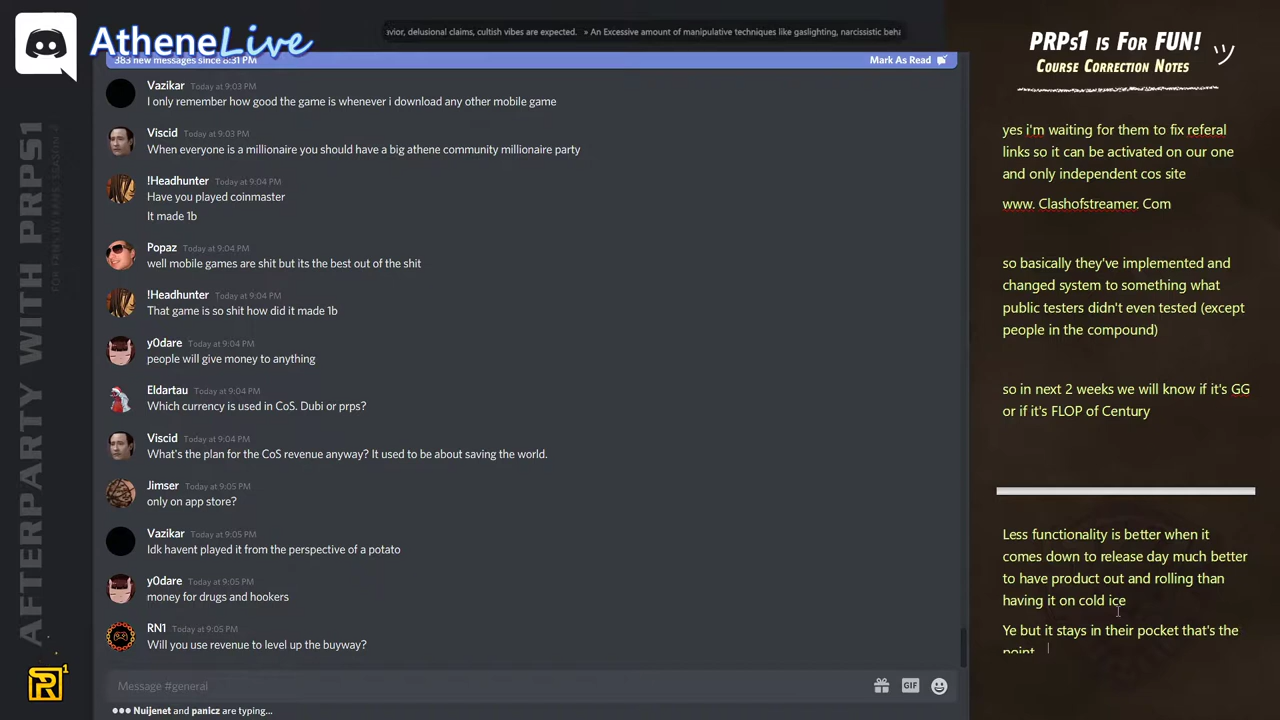 AtheneLive
vior, delusional claims, cultish vibes are expected. » An Excessive amount of manipulative techniques like gaslighting, narcissistic behu
383 new messages since 8:31 PM
Mark As Read
Vazikar Today at 9:03 PM
I only remember how good the game is whenever i download any other mobile game
Viscid Today at 9:03 PM
When everyone is a millionaire you should have a big athene community millionaire party
!Headhunter Today at 9:04 PM
Have you played coinmaster
It made 1b
Popaz Today at 9:04 PM
well mobile games are shit but its the best out of the shit
!Headhunter Today at 9:04 PM
That game is so shit how did it made 1b
y0dare Today at 9:04 PM
people will give money to anything
Eldartau Today at 9:04 PM
Which currency is used in CoS. Dubi or prps?
Viscid Today at 9:04 PM
What's the plan for the CoS revenue anyway? It used to be about saving the world.
Jimser Today at 9:05 PM
only on app store?
Vazikar Today at 9:05 PM
Idk havent played it from the perspective of a potato
y0dare Today at 9:05 PM
money for drugs and hookers
RN1 Today at 9:05 PM
Will you use revenue to level up the buyway?
Message #general
GIF
Nuijenet and panicz are typing...
AFTERPARTY WITH PRPS1
PRPs1 is For FUN!
Course Correction Notes
ツ
yes i'm waiting for them to fix referal
links so it can be activated on our one
and only independent cos site
www. Clashofstreamer. Com
so basically they've implemented and
changed system to something what
public testers didn't even tested (except
people in the compound)
so in next 2 weeks we will know if it's GG
or if it's FLOP of Century
Less functionality is better when it
comes down to release day much better
to have product out and rolling than
having it on cold ice
Ye but it stays in their pocket that's the
point